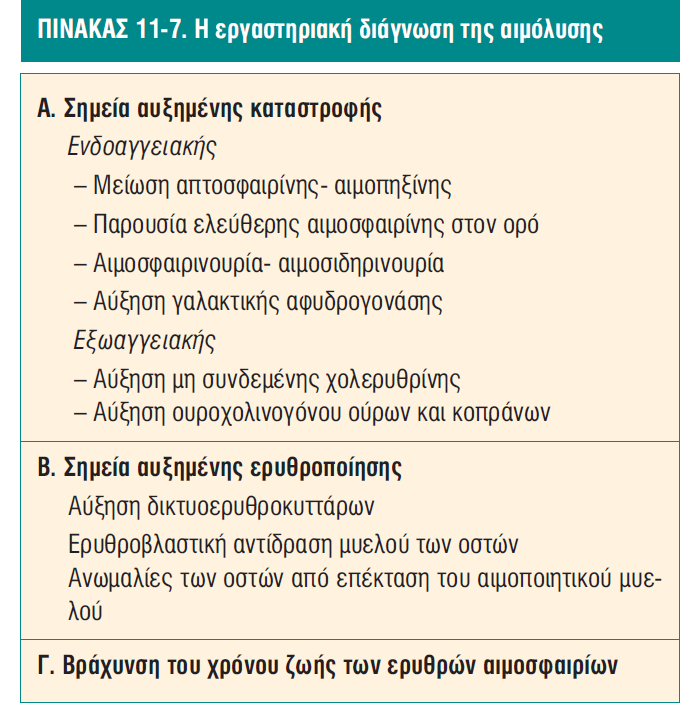 ΠΙΝΑΚΑΣ 11-7. Η εργαστηριακή διάγνωση της αιμόλυσης
Α. Σημεία αυξημένης καταστροφής
Ενδοαγγειακής
– Μείωση απτοσφαιρίνης- αιμοπηξίνης
– Παρουσία ελεύθερης αιμοσφαιρίνης στον ορό
– Αιμοσφαιρινουρία- αιμοσιδηρινουρία
– Αύξηση γαλακτικής αφυδρογονάσης
Εξωαγγειακής
– Αύξηση μη συνδεμένης χολερυθρίνης
– Αύξηση ουροχολινογόνου ούρων και κοπράνων
Β. Σημεία αυξημένης ερυθροποίησης
Αύξηση δικτυοερυθροκυττάρων
Ερυθροβλαστική αντίδραση μυελού των οστών
Ανωμαλίες των οστών από επέκταση του αιμοποιητικού μυε-
λού
Γ. Βράχυνση του χρόνου ζωής των ερυθρών αιμοσφαιρίων